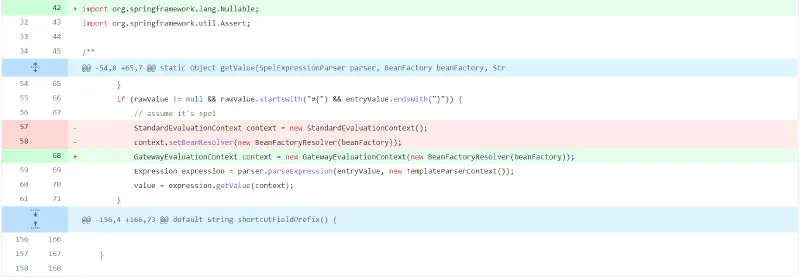 42 + import org.springframework.lang.Nullable;
32 43 import org.springframework.util.Assert;
33 44
34 45 /**
@@ -54,8 +65,7 @@ static Object getValue(SpelExpressionParser parser, BeanFactory beanFactory, Str
54 65 }
55 66 if (rawValue != null && rawValue.startsWith("#{") && entryValue.endsWith("}")) {
56 67 // assume it's spel
57 - StandardEvaluationContext context = new StandardEvaluationContext();
58 - context.setBeanResolver(new BeanFactoryResolver(beanFactory));
68 + GatewayEvaluationContext context = new GatewayEvaluationContext(new BeanFactoryResolver(beanFactory));
59 69 Expression expression = parser.parseExpression(entryValue, new TemplateParserContext());
60 70 value = expression.getValue(context);
61 71 }
@@ -156,4 +166,73 @@ default String shortcutFieldPrefix() {
156 166
157 167 }
158 168